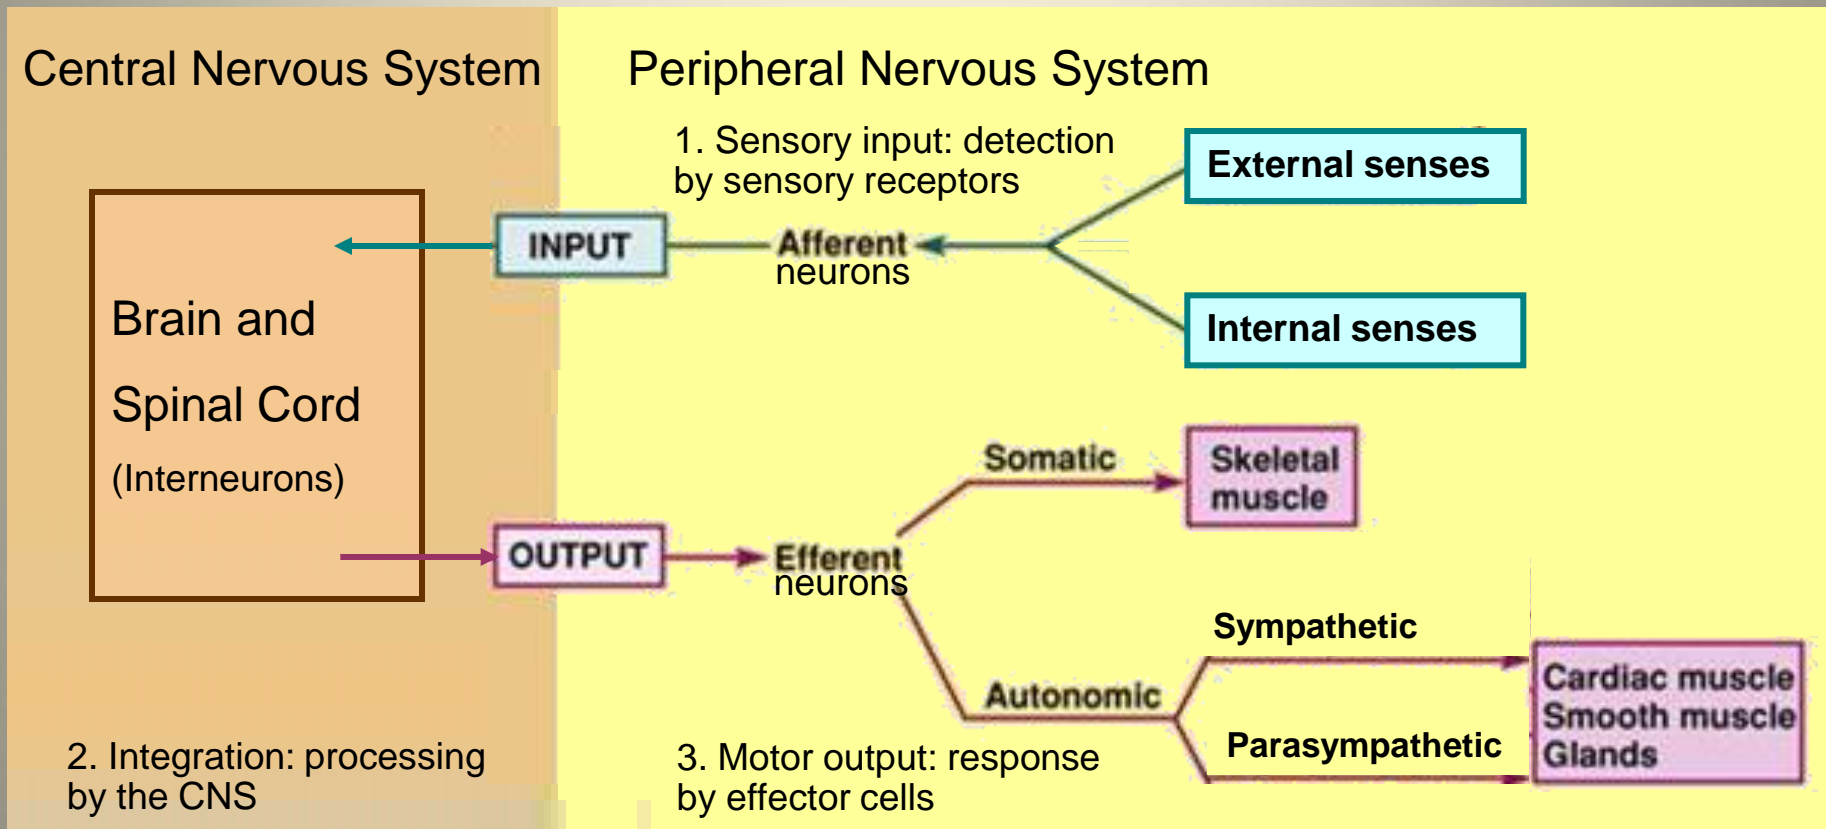 Central Nervous System
Peripheral Nervous System
1. Sensory input: detection
by sensory receptors
External senses
INPUT
Afferent
neurons
Internal senses
Brain and
Spinal Cord
(Interneurons)
Somatic
Skeletal
muscle
OUTPUT
Efferent
neurons
Sympathetic
Autonomic
Parasympathetic
Cardiac muscle
Smooth muscle
Glands
2. Integration: processing
by the CNS
3. Motor output: response
by effector cells